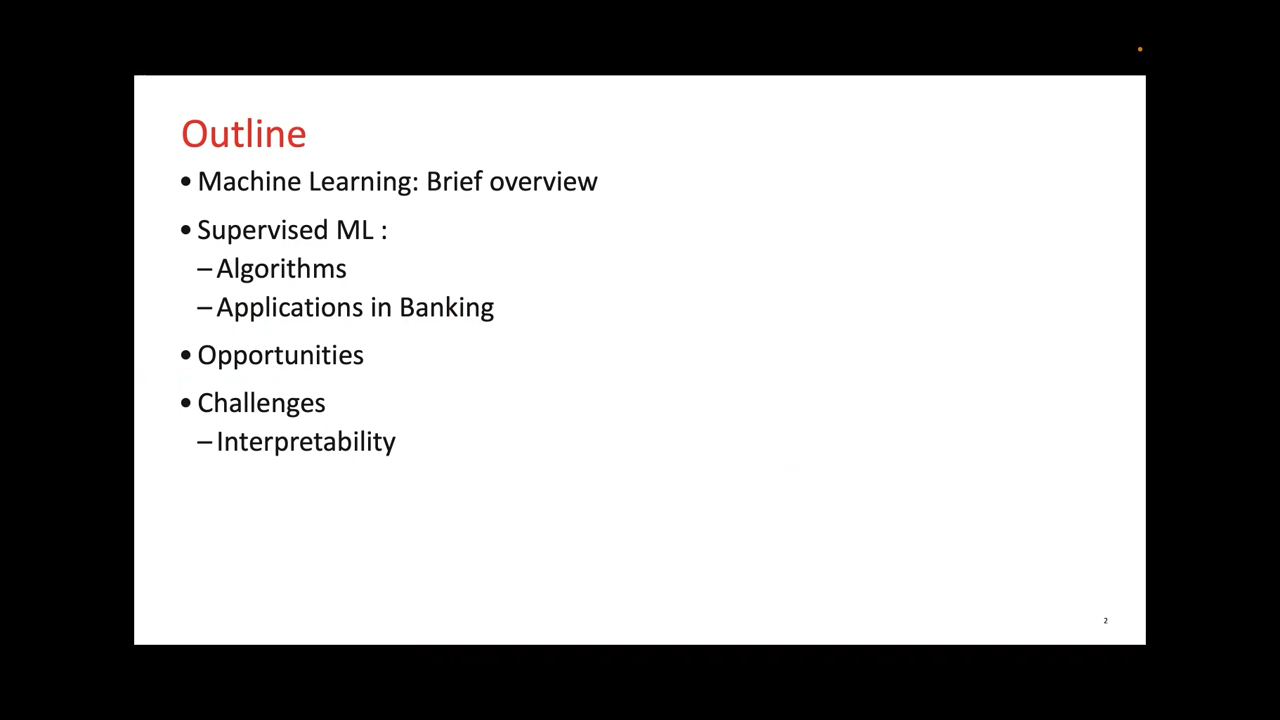 Outline
• Machine Learning: Brief overview
• Supervised ML :
– Algorithms
– Applications in Banking
• Opportunities
• Challenges
– Interpretability
2